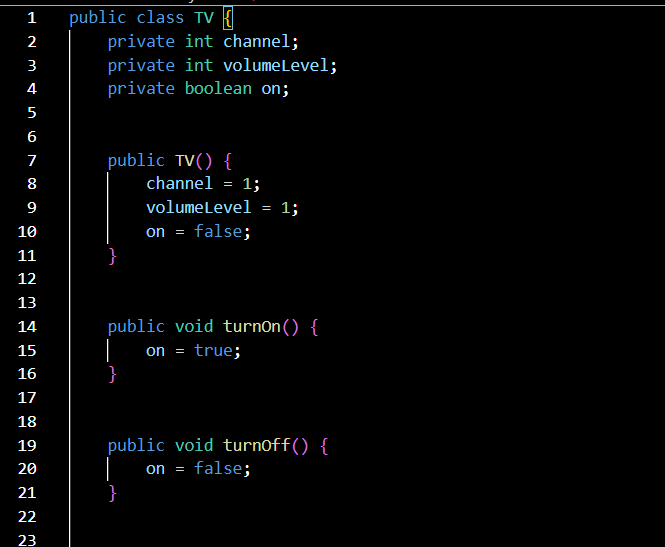 1 public class TV {
2     private int channel;
3     private int volumeLevel;
4     private boolean on;
5
6
7     public TV() {
8         channel = 1;
9         volumeLevel = 1;
10         on = false;
11     }
12
13
14     public void turnOn() {
15         on = true;
16     }
17
18
19     public void turnOff() {
20         on = false;
21     }
22
23